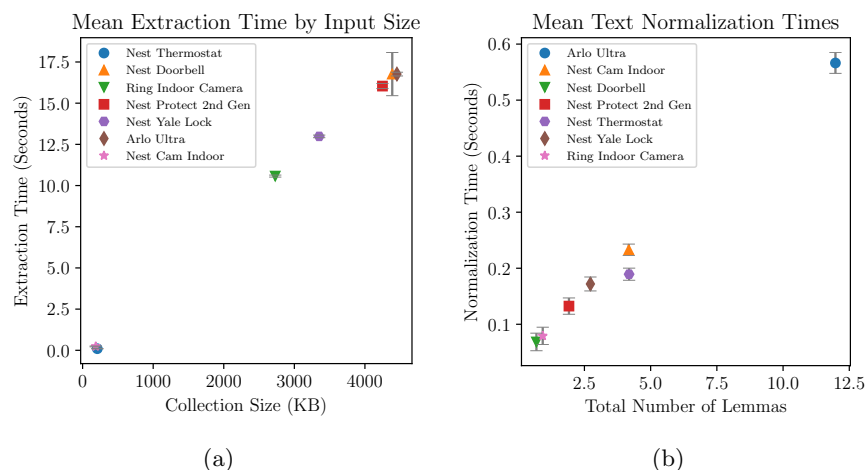 Mean Extraction Time by Input Size
Extraction Time (Seconds)
17.5
15.0
12.5
10.0
7.5
5.0
2.5
0.0
Nest Thermostat
Nest Doorbell
Ring Indoor Camera
Nest Protect 2nd Gen
Nest Yale Lock
Arlo Ultra
Nest Cam Indoor
0 1000 2000 3000 4000
Collection Size (KB)
(a)
Mean Text Normalization Times
Normalization Time (Seconds)
0.6
0.5
0.4
0.3
0.2
0.1
Arlo Ultra
Nest Cam Indoor
Nest Doorbell
Nest Protect 2nd Gen
Nest Thermostat
Nest Yale Lock
Ring Indoor Camera
2.5 5.0 7.5 10.0 12.5
Total Number of Lemmas
(b)